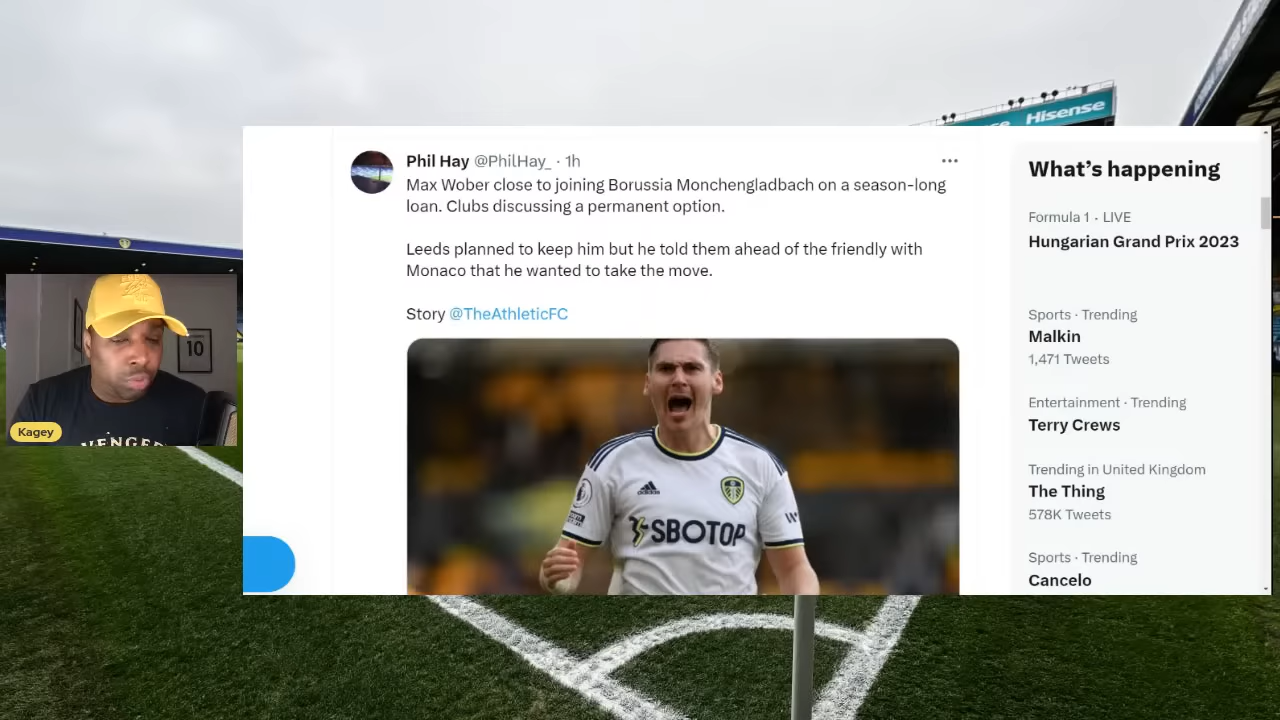 Hisense
Phil Hay @PhilHay_ · 1h
Max Wober close to joining Borussia Monchengladbach on a season-long
loan. Clubs discussing a permanent option.
Leeds planned to keep him but he told them ahead of the friendly with
Monaco that he wanted to take the move.
Story @TheAthleticFC
adidas
SBOTOP
What's happening
Formula 1 · LIVE
Hungarian Grand Prix 2023
Sports · Trending
Malkin
1,471 Tweets
Entertainment · Trending
Terry Crews
Trending in United Kingdom
The Thing
578K Tweets
Sports · Trending
Cancelo
10
Kagey